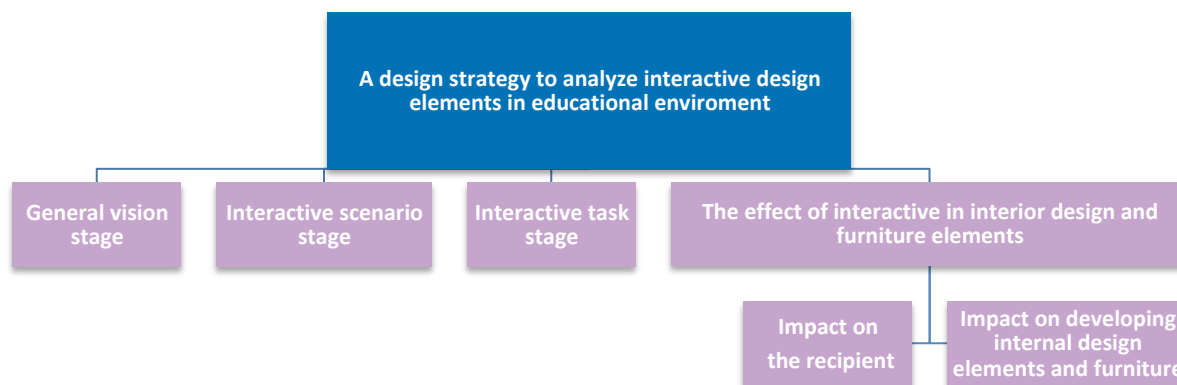 A design strategy to analyze interactive design
elements in educational enviroment
General vision
stage
Interactive scenario
stage
Interactive task
stage
The effect of interactive in interior design and
furniture elements
Impact on
the recipient
Impact on developing
internal design
elements and furniture